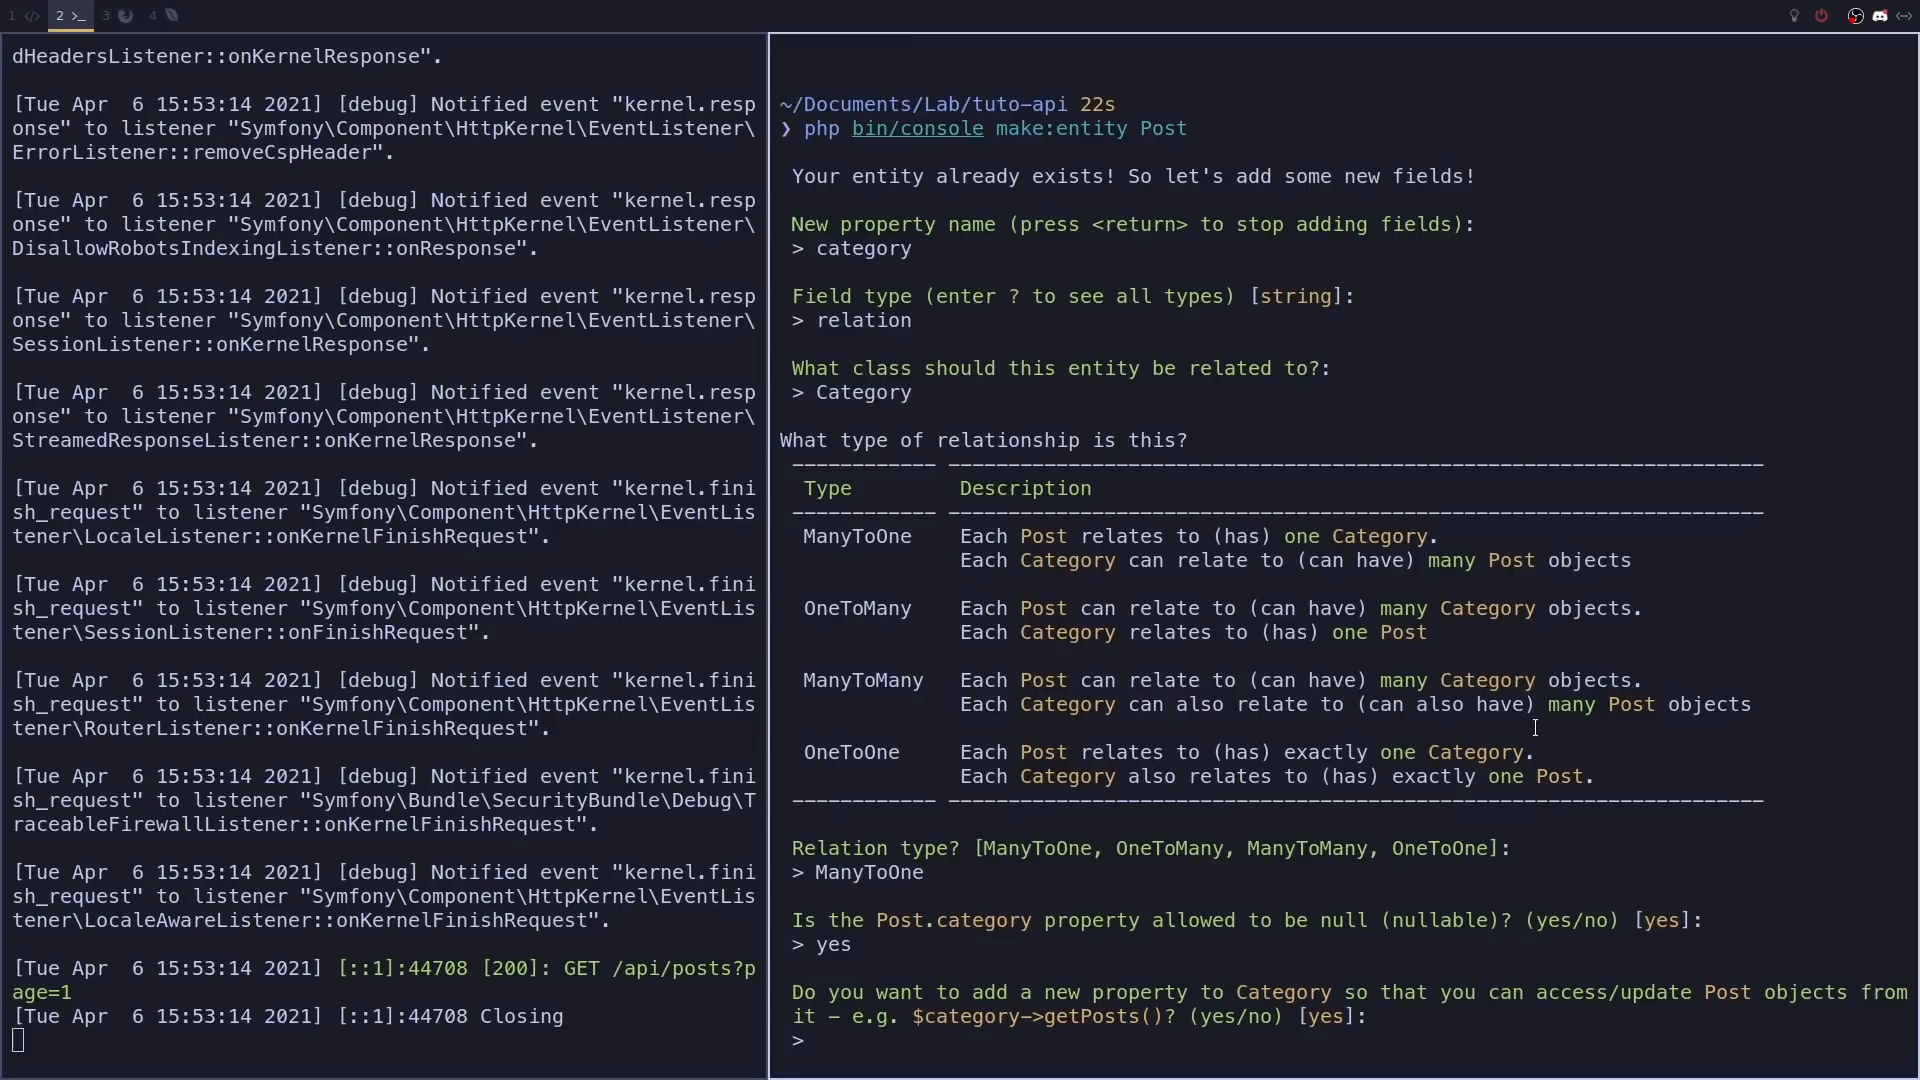 1 </> 2 >_ 3 4
dHeadersListener::onKernelResponse".
[Tue Apr  6 15:53:14 2021] [debug] Notified event "kernel.resp
onse" to listener "Symfony\Component\HttpKernel\EventListener\
ErrorListener::removeCspHeader".
[Tue Apr  6 15:53:14 2021] [debug] Notified event "kernel.resp
onse" to listener "Symfony\Component\HttpKernel\EventListener\
DisallowRobotsIndexingListener::onResponse".
[Tue Apr  6 15:53:14 2021] [debug] Notified event "kernel.resp
onse" to listener "Symfony\Component\HttpKernel\EventListener\
SessionListener::onKernelResponse".
[Tue Apr  6 15:53:14 2021] [debug] Notified event "kernel.resp
onse" to listener "Symfony\Component\HttpKernel\EventListener\
StreamedResponseListener::onKernelResponse".
[Tue Apr  6 15:53:14 2021] [debug] Notified event "kernel.fini
sh_request" to listener "Symfony\Component\HttpKernel\EventLis
tener\LocaleListener::onKernelFinishRequest".
[Tue Apr  6 15:53:14 2021] [debug] Notified event "kernel.fini
sh_request" to listener "Symfony\Component\HttpKernel\EventLis
tener\SessionListener::onFinishRequest".
[Tue Apr  6 15:53:14 2021] [debug] Notified event "kernel.fini
sh_request" to listener "Symfony\Component\HttpKernel\EventLis
tener\RouterListener::onKernelFinishRequest".
[Tue Apr  6 15:53:14 2021] [debug] Notified event "kernel.fini
sh_request" to listener "Symfony\Bundle\SecurityBundle\Debug\T
raceableFirewallListener::onKernelFinishRequest".
[Tue Apr  6 15:53:14 2021] [debug] Notified event "kernel.fini
sh_request" to listener "Symfony\Component\HttpKernel\EventLis
tener\LocaleAwareListener::onKernelFinishRequest".
[Tue Apr  6 15:53:14 2021] [::1]:44708 [200]: GET /api/posts?p
age=1
[Tue Apr  6 15:53:14 2021] [::1]:44708 Closing
~/Documents/Lab/tuto-api 22s
❯ php bin/console make:entity Post
Your entity already exists! So let's add some new fields!
New property name (press <return> to stop adding fields):
> category
Field type (enter ? to see all types) [string]:
> relation
What class should this entity be related to?:
> Category
What type of relationship is this?
Type Description
ManyToOne Each Post relates to (has) one Category.
Each Category can relate to (can have) many Post objects
OneToMany Each Post can relate to (can have) many Category objects.
Each Category relates to (has) one Post
ManyToMany Each Post can relate to (can have) many Category objects.
Each Category can also relate to (can also have) many Post objects
OneToOne Each Post relates to (has) exactly one Category.
Each Category also relates to (has) exactly one Post.
Relation type? [ManyToOne, OneToMany, ManyToMany, OneToOne]:
> ManyToOne
Is the Post.category property allowed to be null (nullable)? (yes/no) [yes]:
> yes
Do you want to add a new property to Category so that you can access/update Post objects from
it - e.g. $category->getPosts()? (yes/no) [yes]:
>